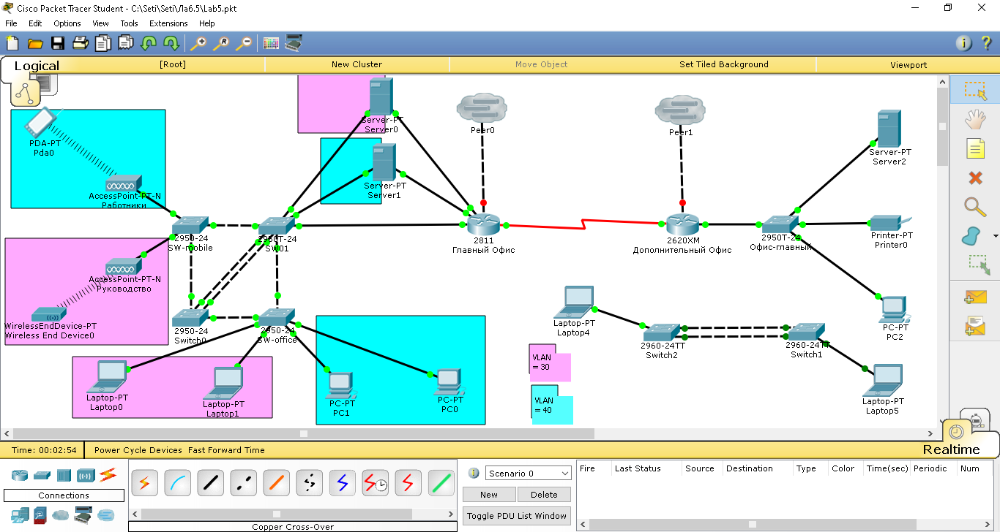 Cisco Packet Tracer Student - C:\Seti\Seti\Ла6.5\Lab5.pkt
File Edit Options View Tools Extensions Help
Logical [Root] New Cluster Move Object Set Tiled Background Viewport
PDA-PT
Pda0
AccessPoint-PT-N
Работники
Server-PT
Server0
Server-PT
Server1
Peer0
Peer1
Server-PT
Server2
2950-24
SW-mobile
2950T-24
SW01
2811
Главный Офис
2620XM
Дополнительный Офис
2950T-24
Офис-главный
Printer-PT
Printer0
AccessPoint-PT-N
Руководство
WirelessEndDevice-PT
Wireless End Device0
2950-24
Switch0
2950-24
SW-office
Laptop-PT
Laptop4
2960-24TT
Switch2
2960-24TT
Switch1
PC-PT
PC2
VLAN
= 30
VLAN
= 40
Laptop-PT
Laptop0
Laptop-PT
Laptop1
PC-PT
PC1
PC-PT
PC0
Laptop-PT
Laptop5
Time: 00:02:54 Power Cycle Devices Fast Forward Time
Realtime
Connections
Copper Cross-Over
Scenario 0
New Delete
Toggle PDU List Window
Fire Last Status Source Destination Type Color Time(sec) Periodic Num